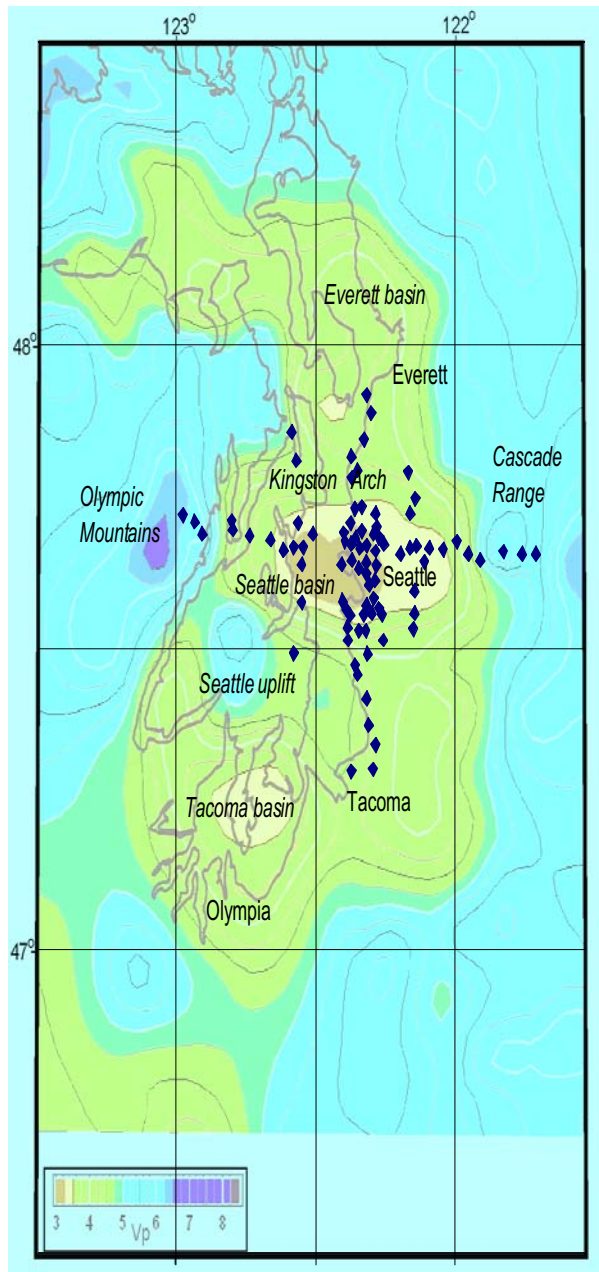 123° 122°
Everett basin
48°
Everett
Kingston Arch
Cascade
Range
Olympic
Mountains
Seattle basin
Seattle
Seattle uplift
Tacoma basin
Tacoma
Olympia
47°
3 4 5 6 7 8
Vp